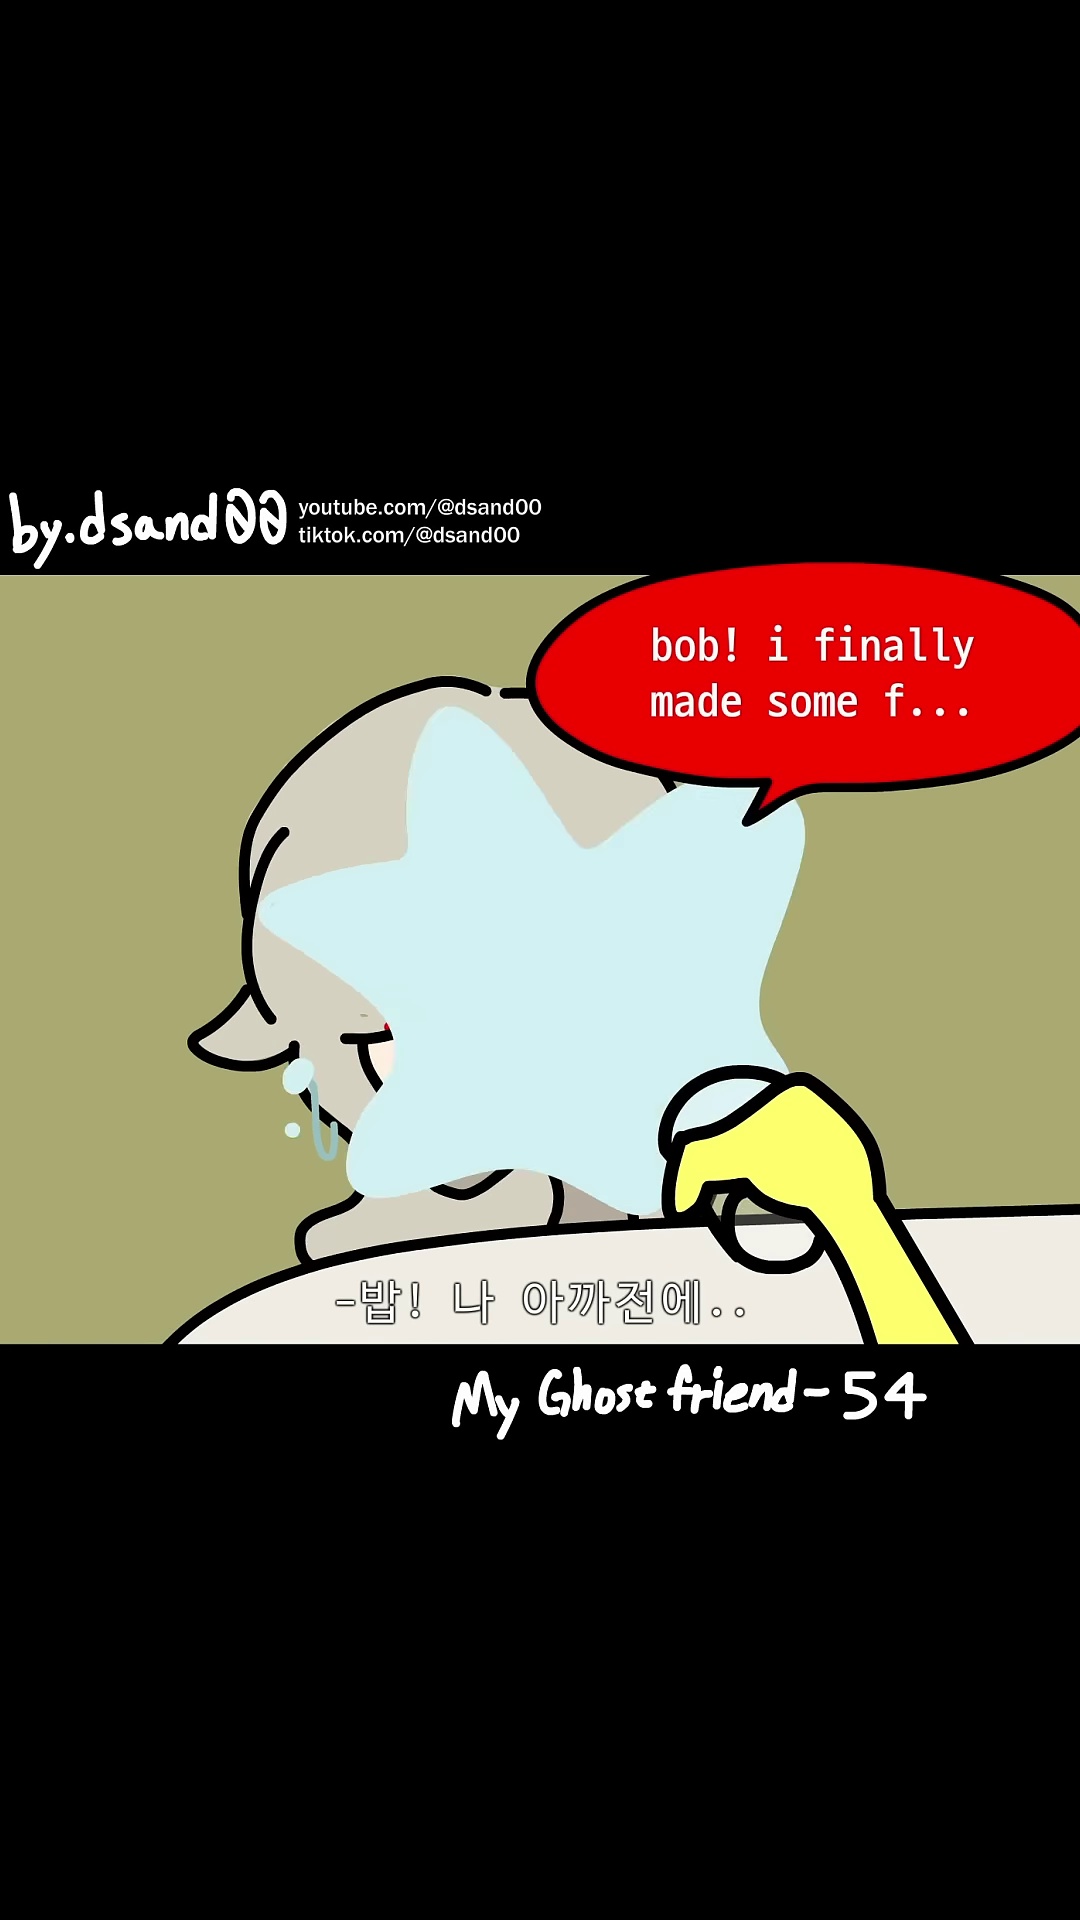 by.dsand00
youtube.com/@dsand00
tiktok.com/@dsand00
bob! i finally
made some f...
-밥! 나 아까전에..
My Ghost friend-54